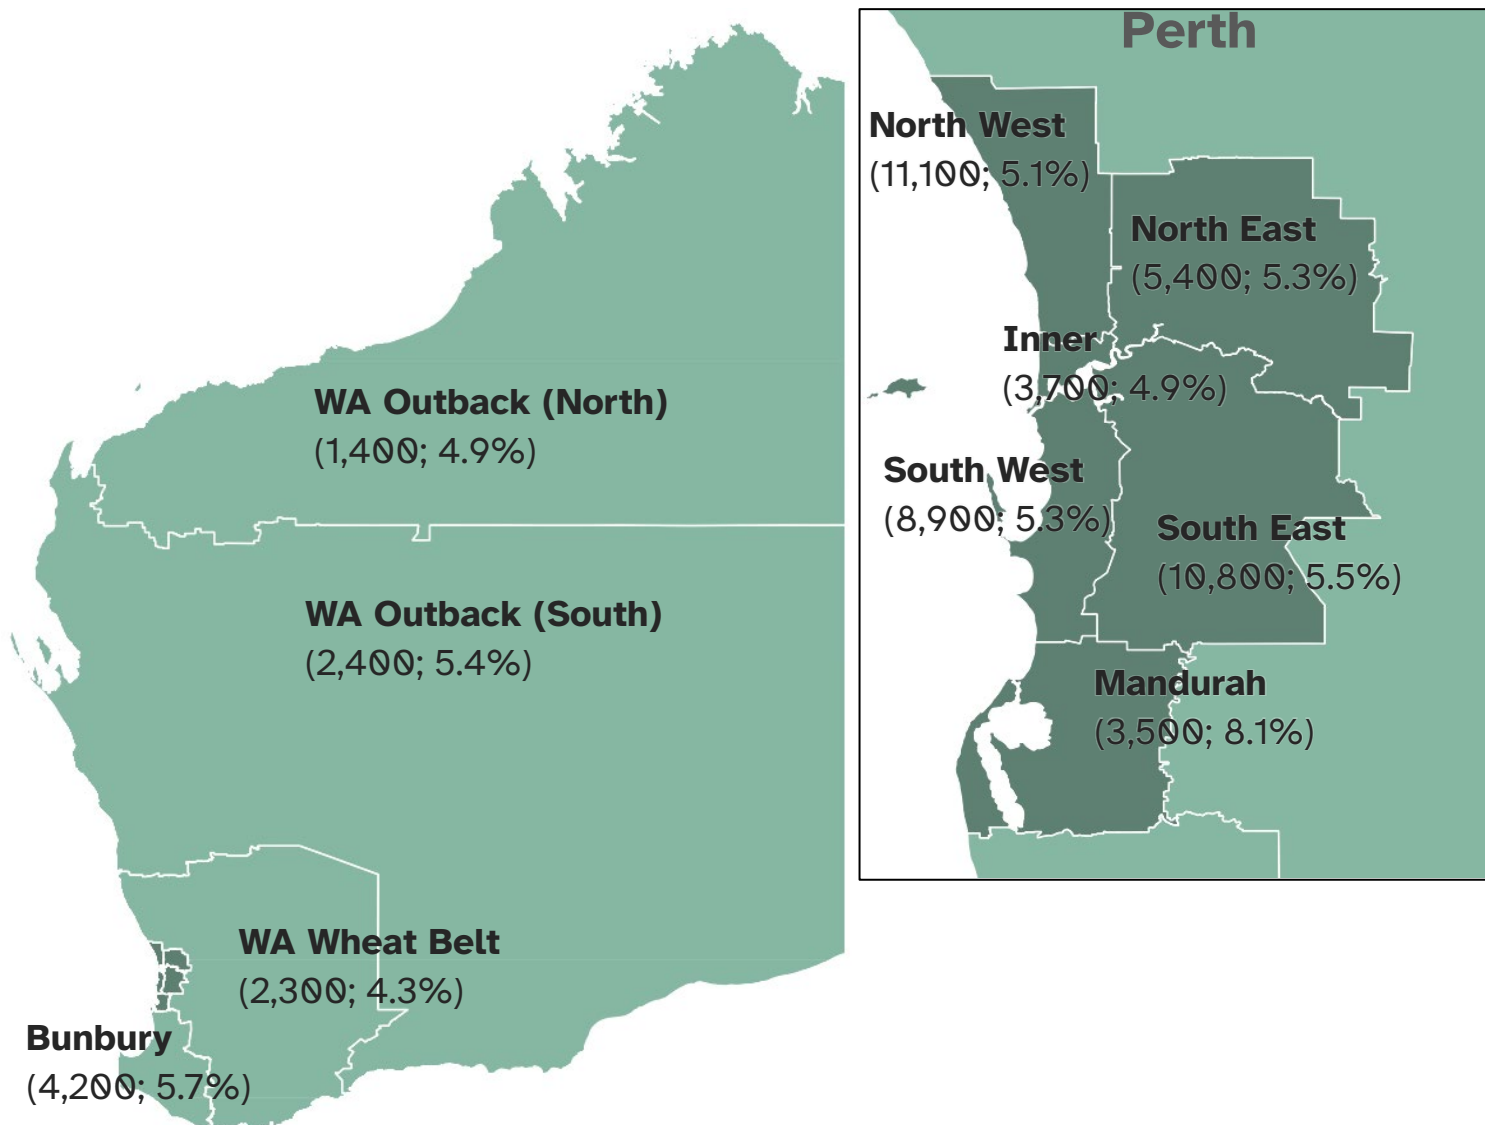 Perth
North West
(11,100; 5.1%)
North East
(5,400; 5.3%)
Inner
(3,700; 4.9%)
South West
(8,900; 5.3%)
South East
(10,800; 5.5%)
Mandurah
(3,500; 8.1%)
WA Outback (North)
(1,400; 4.9%)
WA Outback (South)
(2,400; 5.4%)
WA Wheat Belt
(2,300; 4.3%)
Bunbury
(4,200; 5.7%)